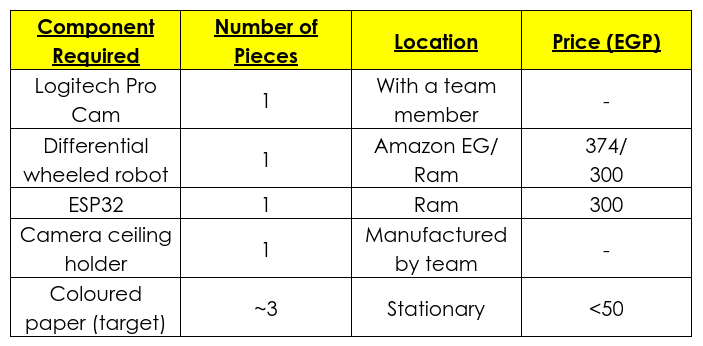 Component Required Number of Pieces Location Price (EGP)
Logitech Pro Cam 1 With a team member -
Differential wheeled robot 1 Amazon EG/ Ram 374/ 300
ESP32 1 Ram 300
Camera ceiling holder 1 Manufactured by team -
Coloured paper (target) ~3 Stationary <50